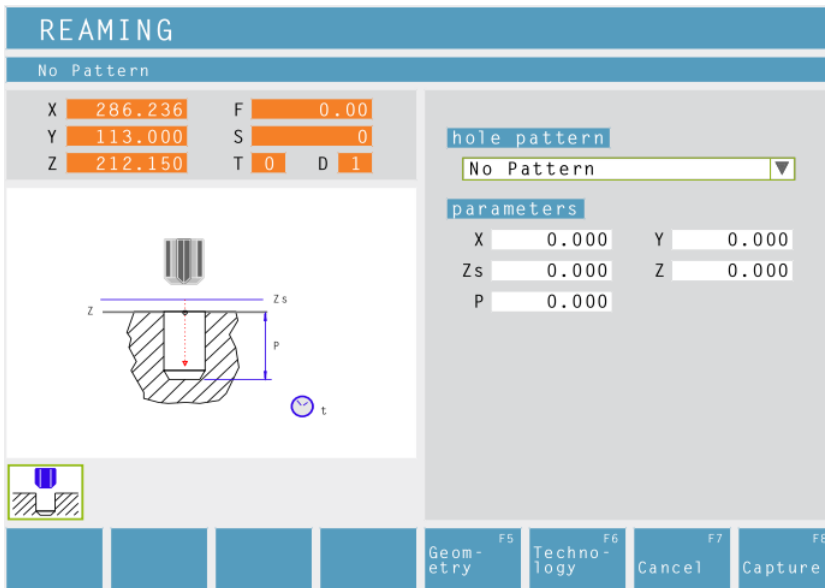 REAMING
No Pattern
X 286.236 F 0.00
Y 113.000 S 0
Z 212.150 T 0 D 1
hole pattern
No Pattern
parameters
X 0.000 Y 0.000
Zs 0.000 Z 0.000
P 0.000
Zs
Z
P
t
F5 F6 F7 F8
Geom- Techno-
etry logy Cancel Capture